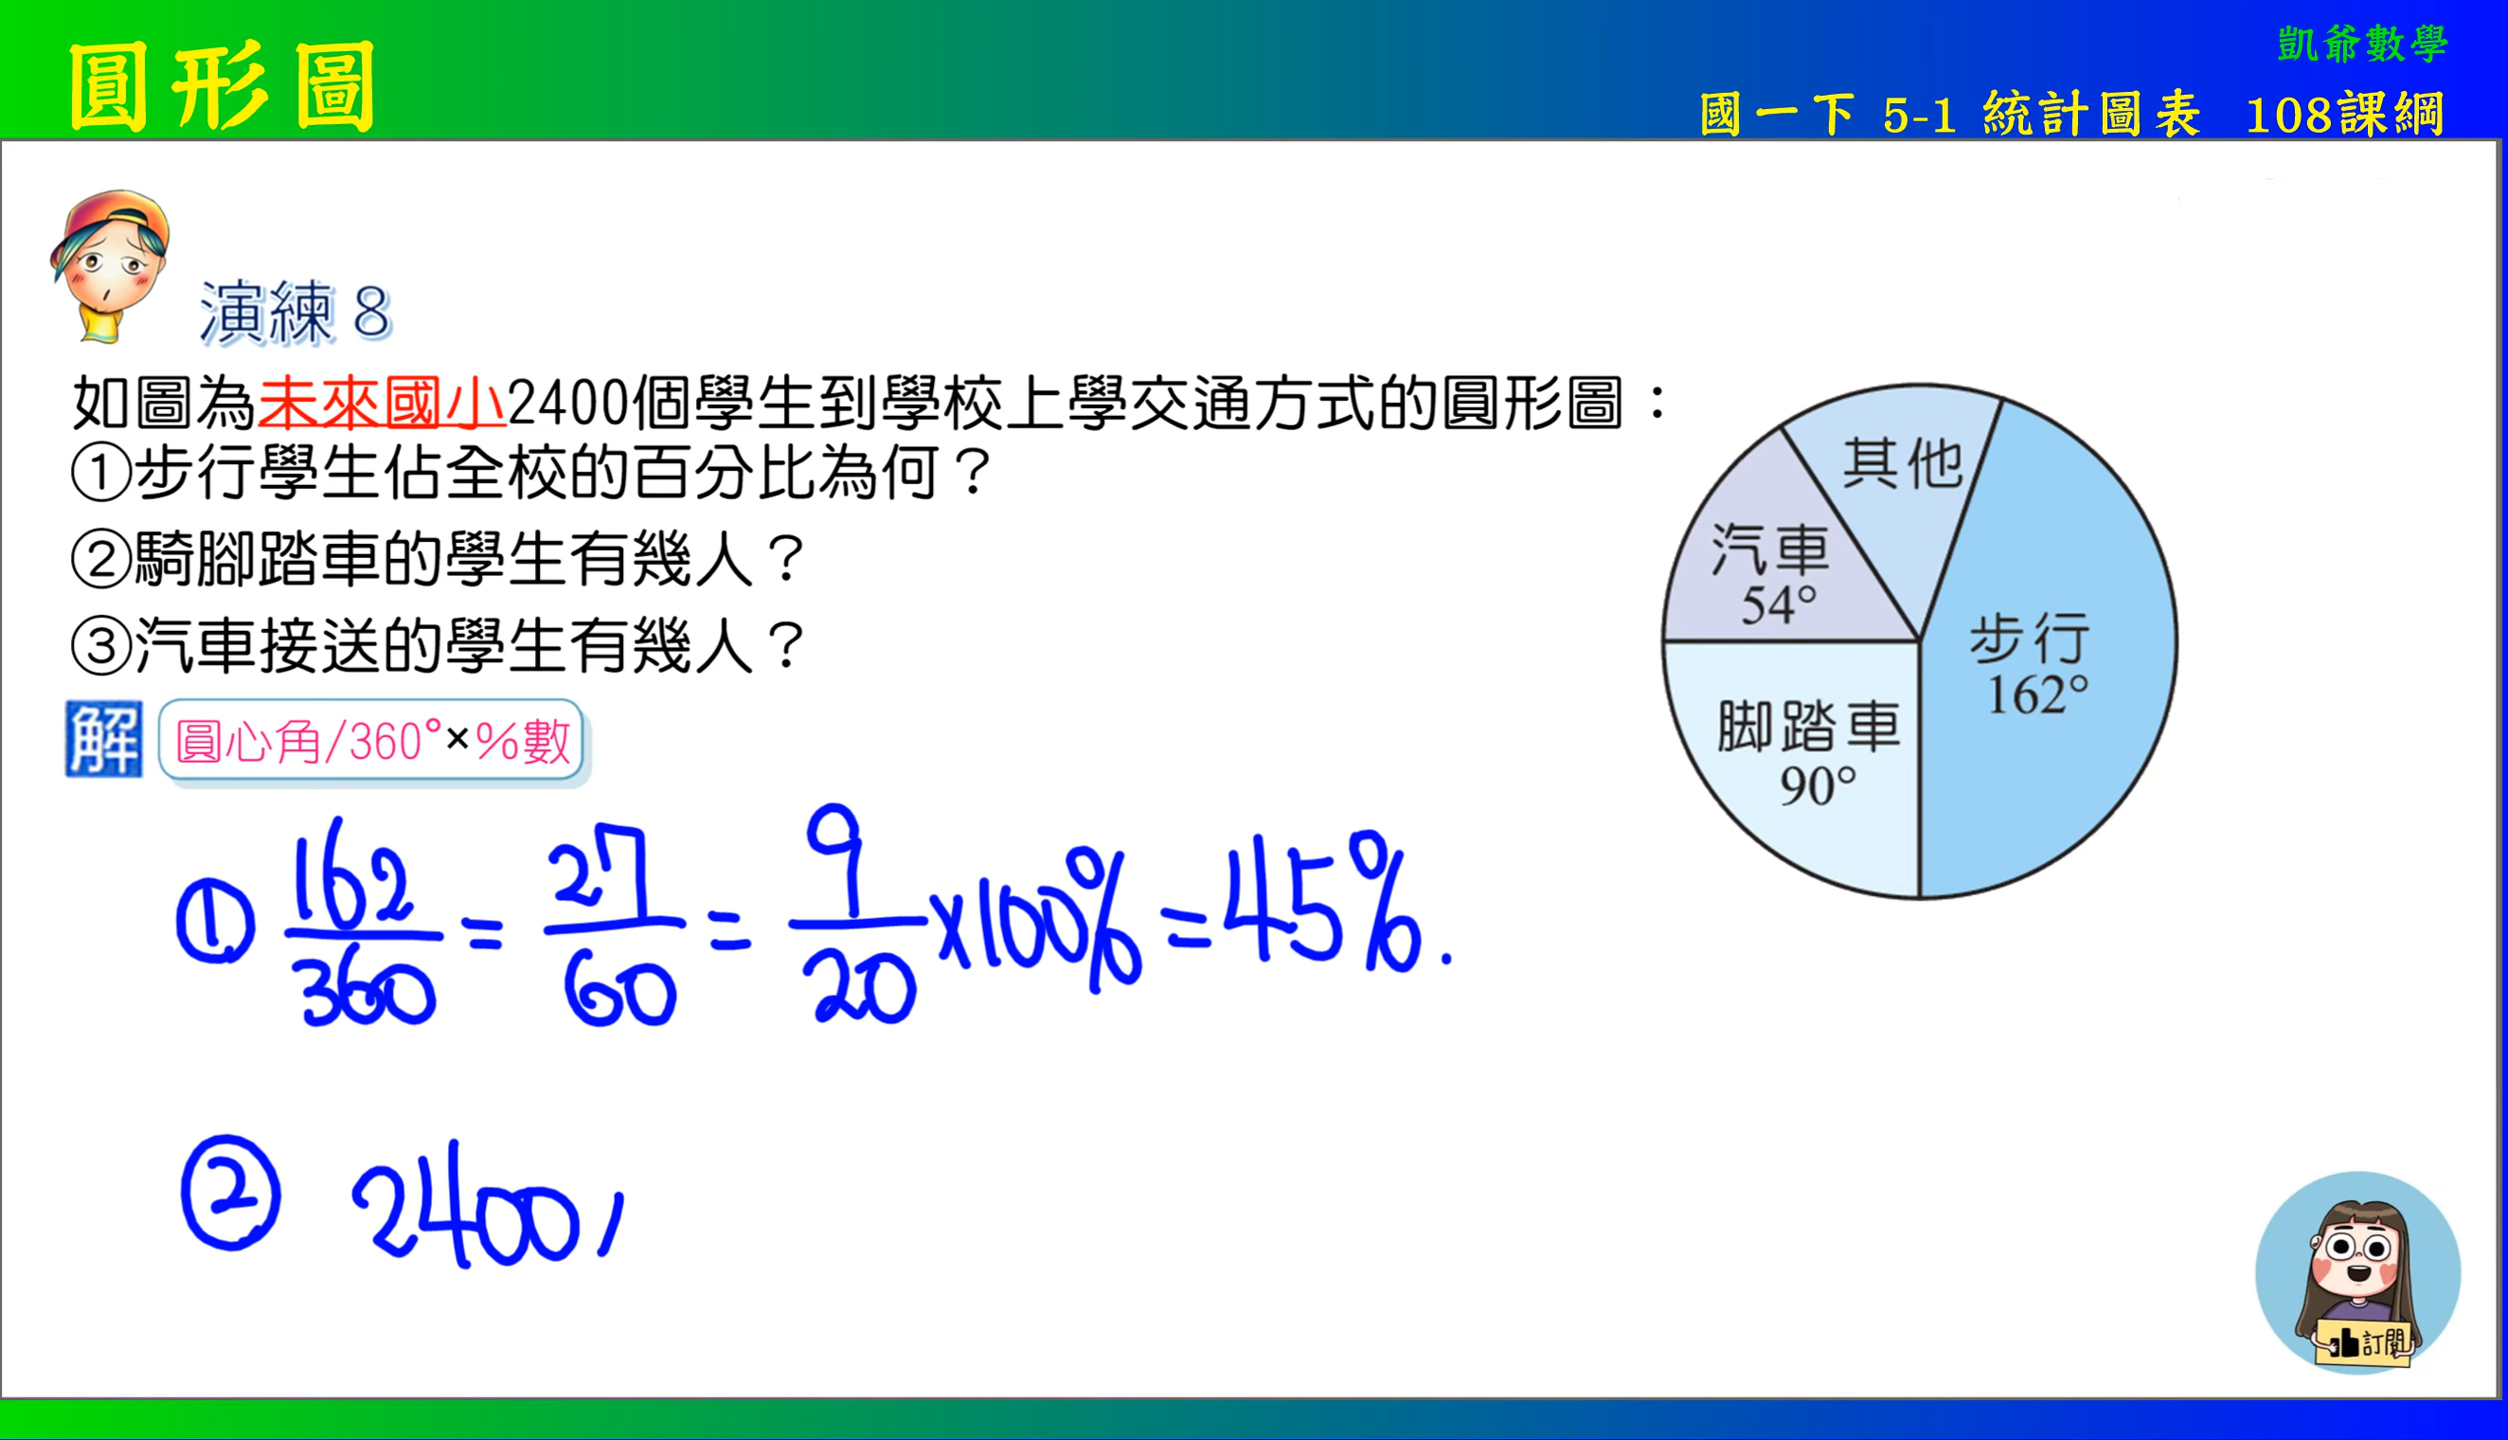 圓形圖
凱爺數學
國一下 5-1 統計圖表 108課綱
演練8
如圖為未來國小2400個學生到學校上學交通方式的圓形圖：
①步行學生佔全校的百分比為何？
②騎腳踏車的學生有幾人？
③汽車接送的學生有幾人？
其他
汽車
54°
步行
162°
脚踏車
90°
解 圓心角/360°×%數
① 162/360 = 27/60 = 9/20 ×100% = 45%.
② 2400
訂閱